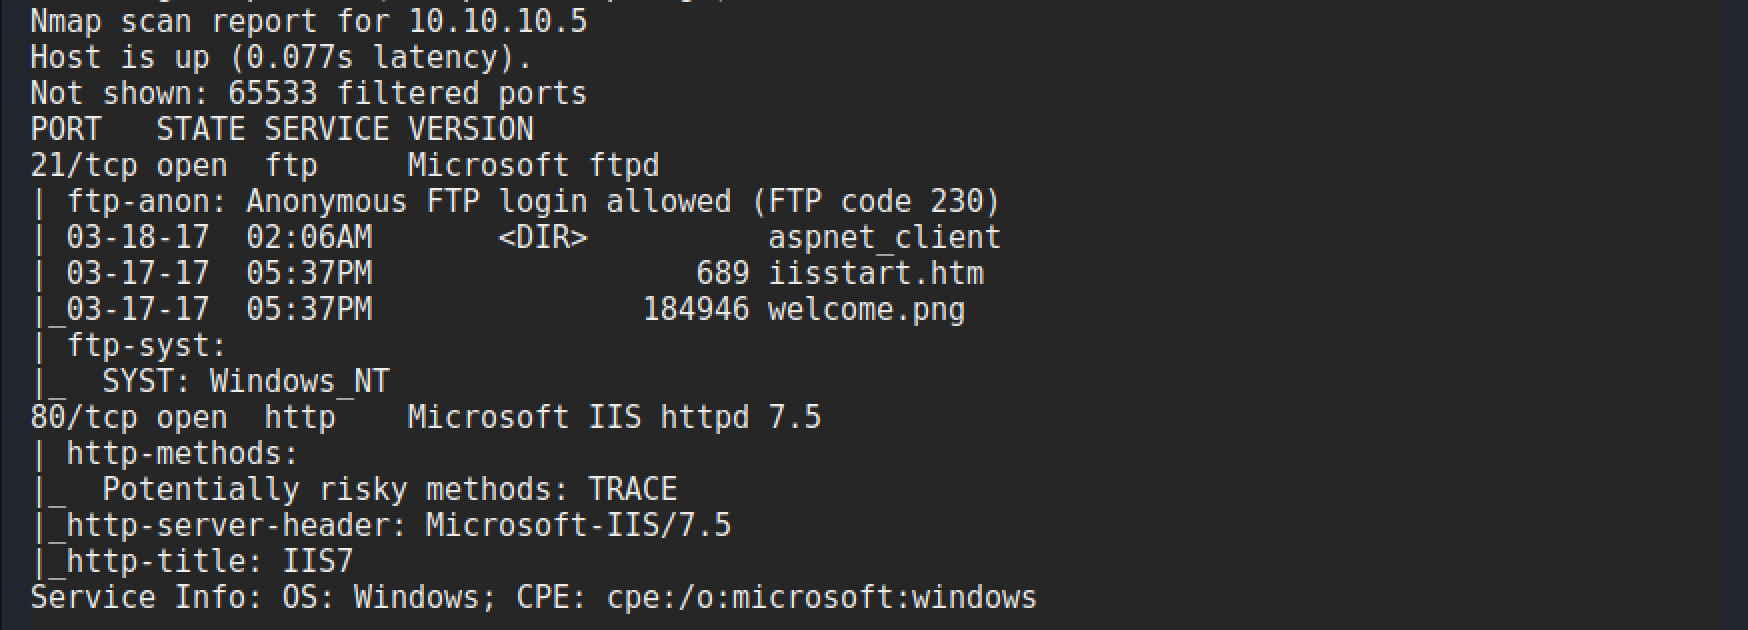 Nmap scan report for 10.10.10.5
Host is up (0.077s latency).
Not shown: 65533 filtered ports
PORT   STATE SERVICE VERSION
21/tcp open  ftp     Microsoft ftpd
| ftp-anon: Anonymous FTP login allowed (FTP code 230)
| 03-18-17  02:06AM       <DIR>          aspnet_client
| 03-17-17  05:37PM                  689 iisstart.htm
|_03-17-17  05:37PM               184946 welcome.png
| ftp-syst:
|_  SYST: Windows_NT
80/tcp open  http    Microsoft IIS httpd 7.5
| http-methods:
|_  Potentially risky methods: TRACE
|_http-server-header: Microsoft-IIS/7.5
|_http-title: IIS7
Service Info: OS: Windows; CPE: cpe:/o:microsoft:windows